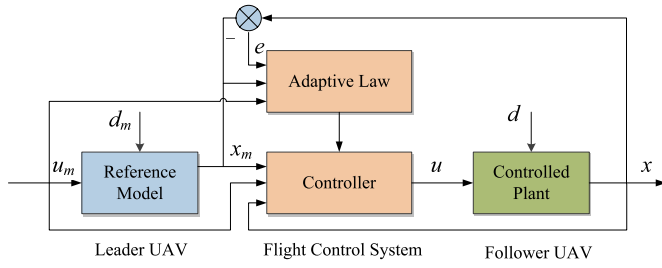 −
e
Adaptive Law
d_m
d
u_m
Reference
Model
x_m
Controller
u
Controlled
Plant
x
Leader UAV
Flight Control System
Follower UAV